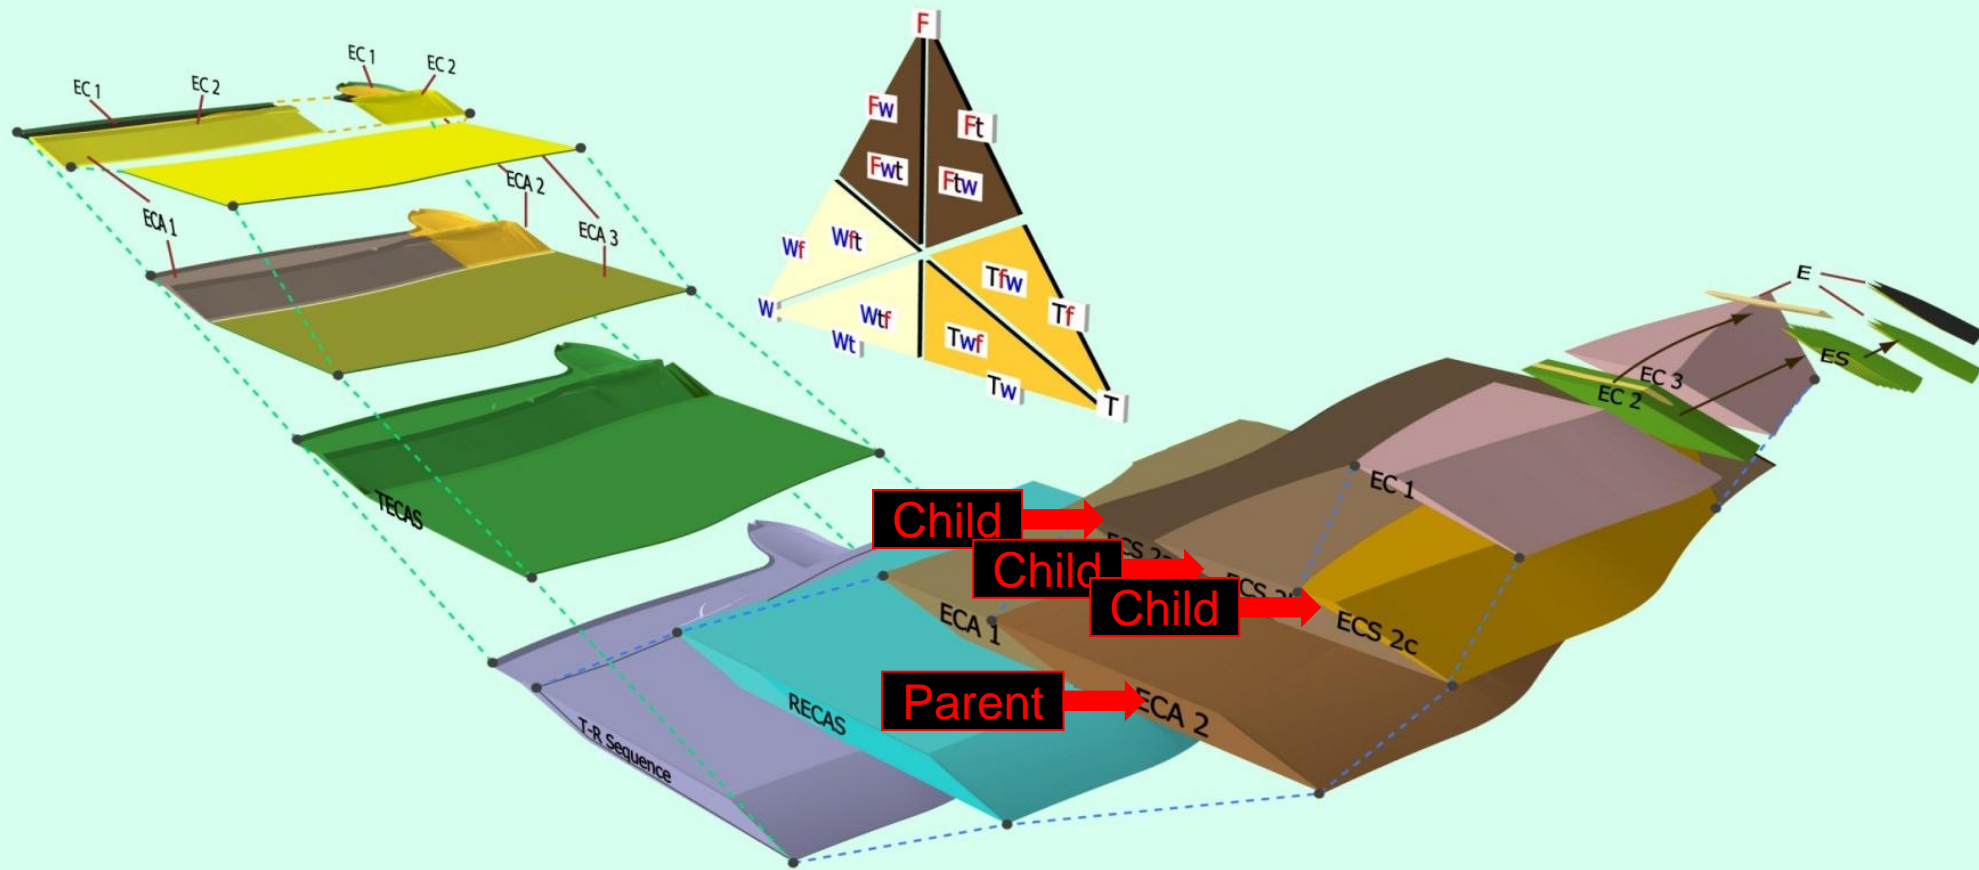 F
EC 1
EC 2
EC 1
EC 2
Fw
Ft
Fwt
Ftw
ECA 2
ECA 1
ECA 3
Wf
Wft
Tfw
Tf
W
Wtf
Wt
Twf
Tw
T
E
ES
EC 3
EC 2
EC 1
TECAS
Child
Child
Child
ECS 2c
ECA 1
Parent
ECA 2
RECAS
T-R Sequence